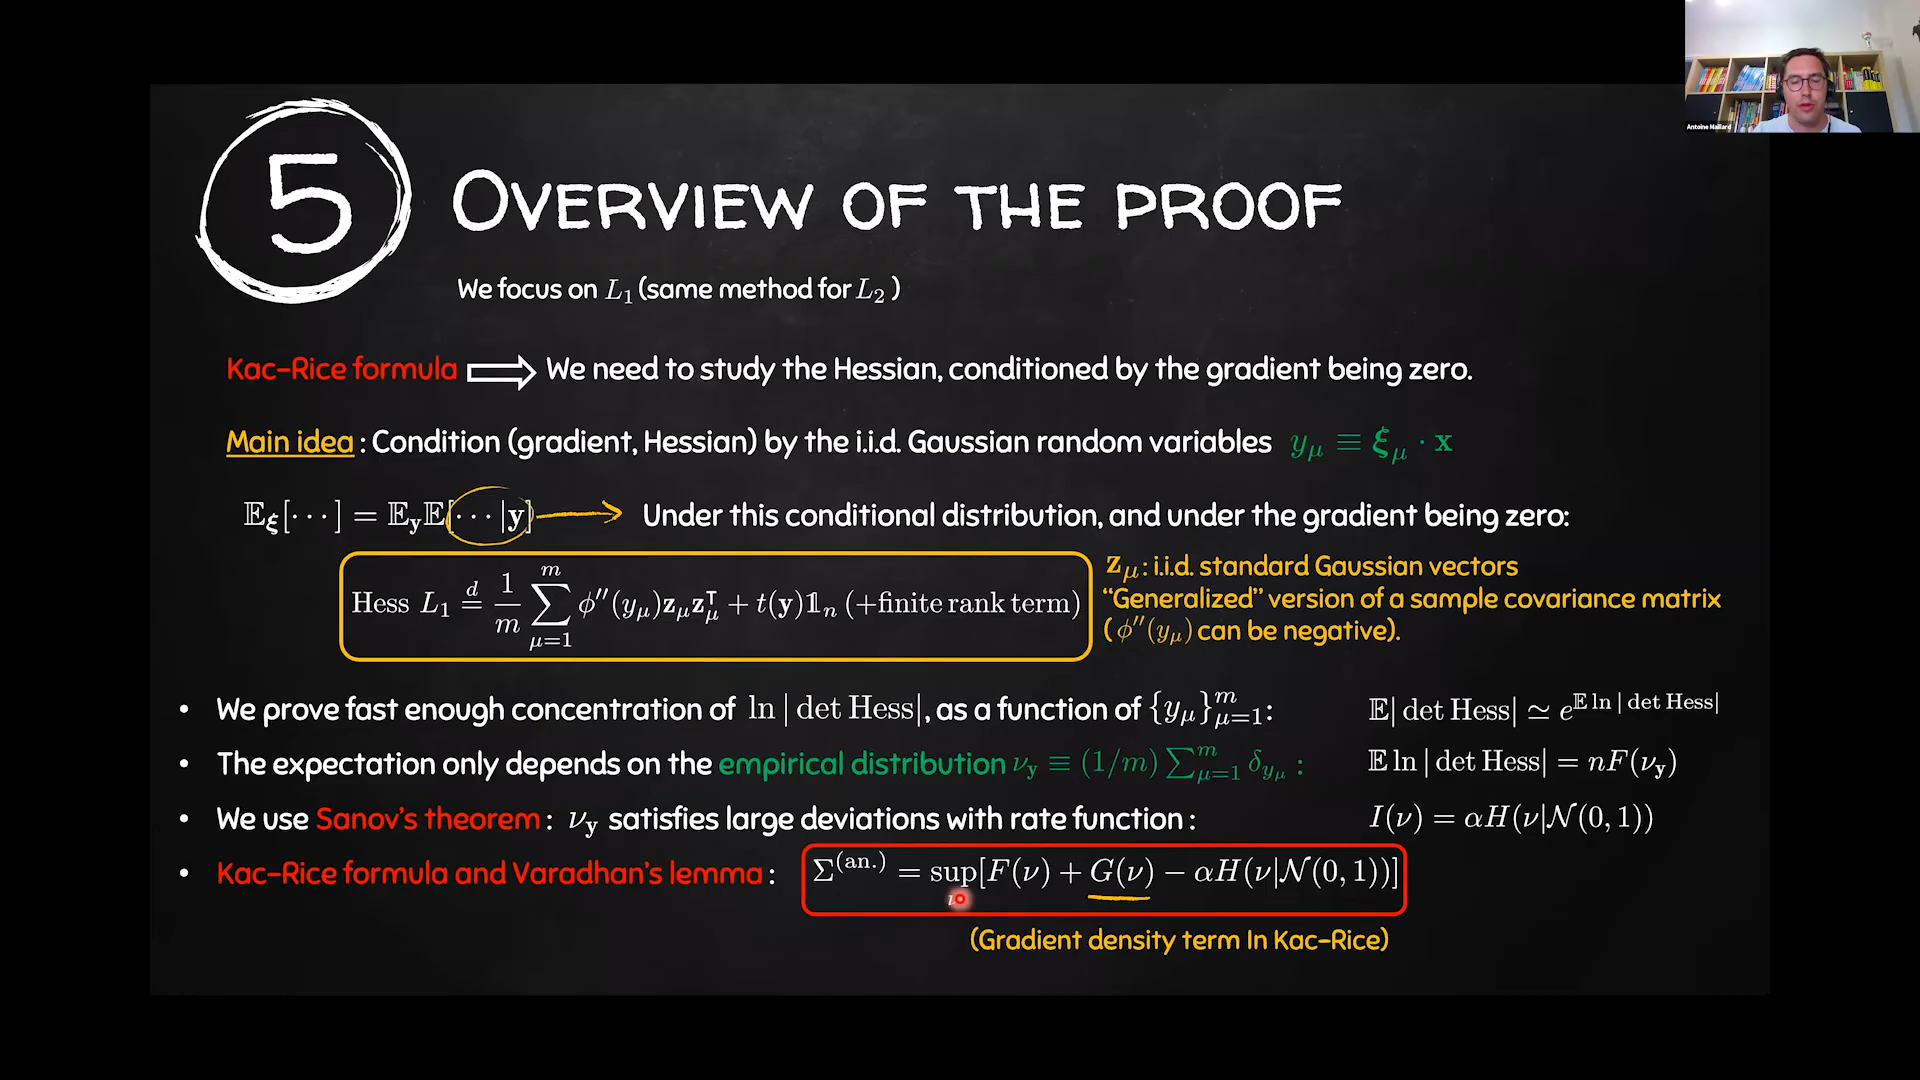 Antoine Maillard
5 OVERVIEW OF THE PROOF
We focus on L₁ (same method for L₂ )
Kac-Rice formula ⟹ We need to study the Hessian, conditioned by the gradient being zero.
Main idea : Condition (gradient, Hessian) by the i.i.d. Gaussian random variables y_μ ≡ ξ_μ · x
𝔼_ξ[···] = 𝔼_y𝔼[···|y] → Under this conditional distribution, and under the gradient being zero:
Hess L₁ =^d 1/m ∑_{μ=1}^m φ″(y_μ)z_μz_μ^⊺ + t(y)𝟙_n (+finite rank term)
z_μ : i.i.d. standard Gaussian vectors
“Generalized” version of a sample covariance matrix
( φ″(y_μ) can be negative).
• We prove fast enough concentration of ln | det Hess|, as a function of {y_μ}_{μ=1}^m: 𝔼| det Hess| ≃ e^{𝔼 ln | det Hess|}
• The expectation only depends on the empirical distribution ν_y ≡ (1/m) ∑_{μ=1}^m δ_{y_μ} : 𝔼 ln | det Hess| = nF(ν_y)
• We use Sanov’s theorem : ν_y satisfies large deviations with rate function : I(ν) = αH(ν|𝒩(0, 1))
• Kac-Rice formula and Varadhan’s lemma : Σ^{(an.)} = sup[F(ν) + G(ν) − αH(ν|𝒩(0, 1))]
(Gradient density term In Kac-Rice)